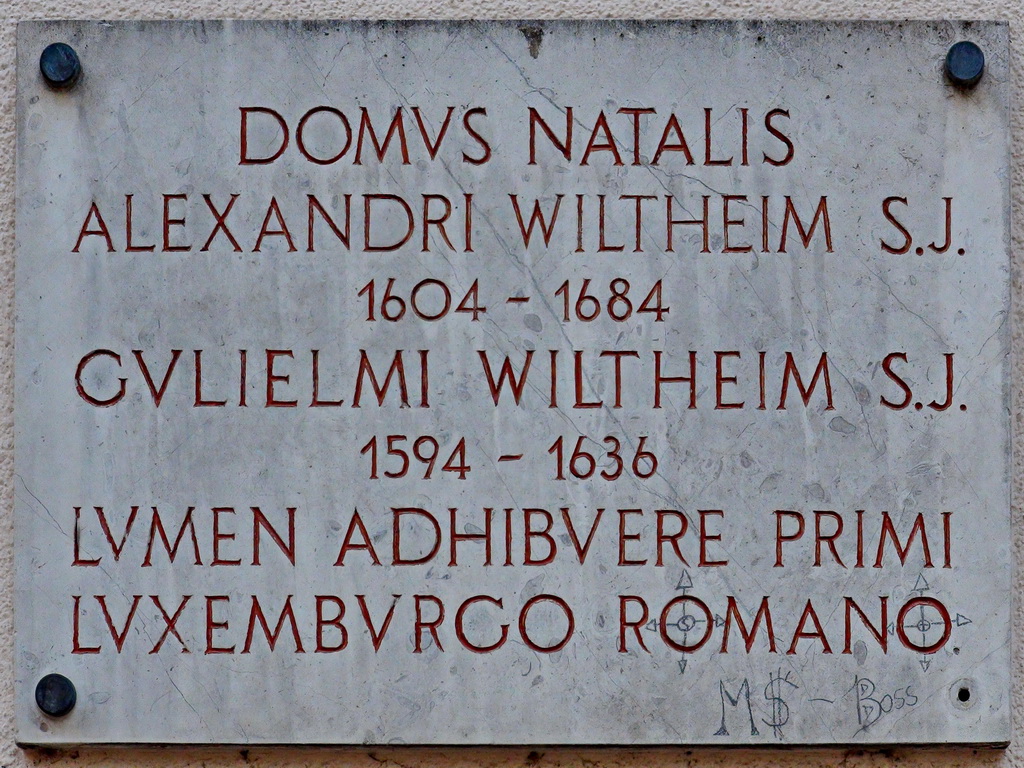 DOMVS NATALIS
ALEXANDRI WILTHEIM S.J.
1604 - 1684
GVLIELMI WILTHEIM S.J.
1594 - 1636
LVMEN ADHIBVERE PRIMI
LVXEMBVRGO ROMANO.
M$ - Boss